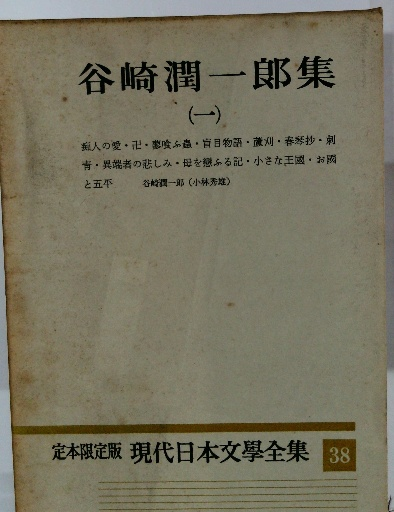 谷崎潤一郎集
(一)
痴人の愛・卍・蓼喰ふ蟲・盲目物語・蘆刈・春琴抄・刺
青・異端者の悲しみ・母を戀ふる記・小さな王國・お國
と五平　谷崎潤一郎（小林秀雄）
定本限定版 現代日本文學全集 38